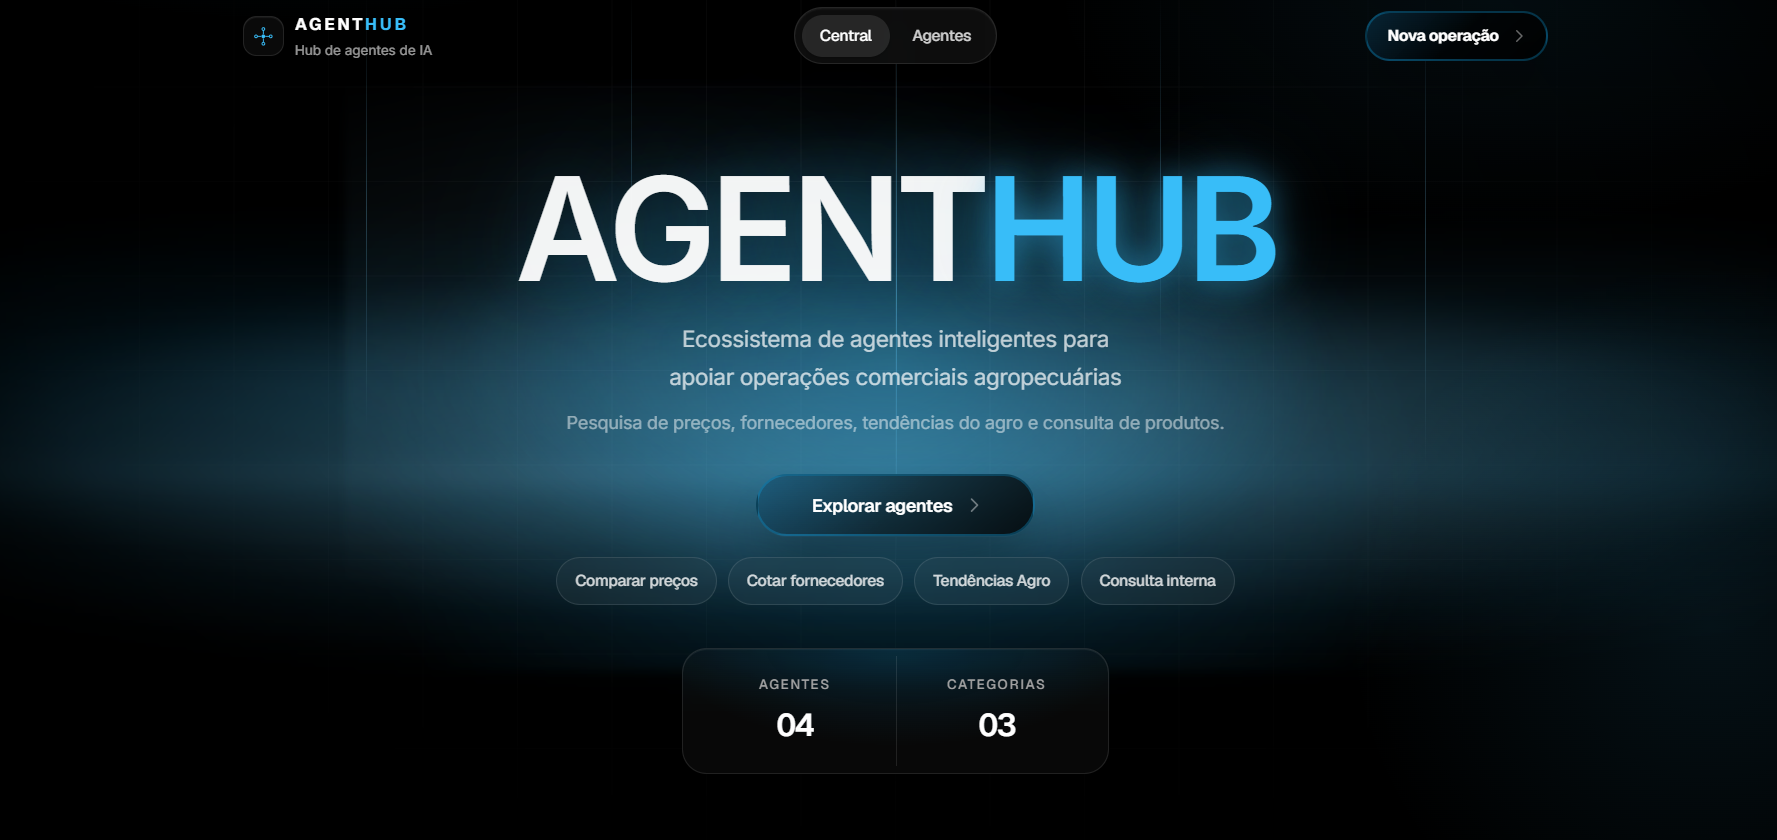 AGENTHUB
Hub de agentes de IA
Central
Agentes
Nova operação
AGENTHUB
Ecossistema de agentes inteligentes para
apoiar operações comerciais agropecuárias
Pesquisa de preços, fornecedores, tendências do agro e consulta de produtos.
Explorar agentes
Comparar preços
Cotar fornecedores
Tendências Agro
Consulta interna
AGENTES
04
CATEGORIAS
03